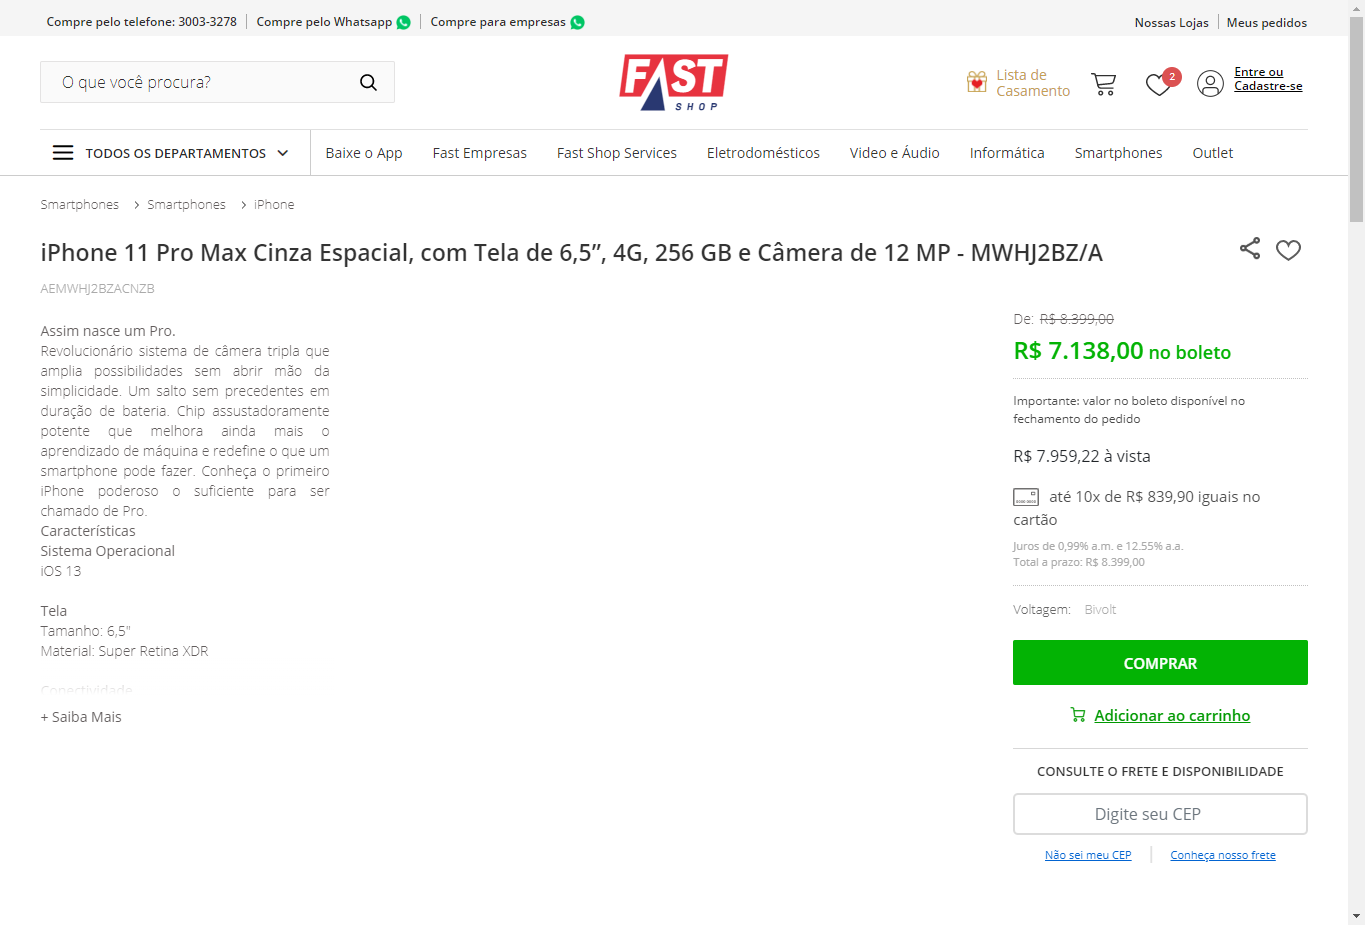 Compre pelo telefone: 3003-3278
Compre pelo Whatsapp
Compre para empresas
Nossas Lojas
Meus pedidos
O que você procura?
FAST
SHOP
Lista de
Casamento
2
Entre ou
Cadastre-se
TODOS OS DEPARTAMENTOS
Baixe o App
Fast Empresas
Fast Shop Services
Eletrodomésticos
Video e Áudio
Informática
Smartphones
Outlet
Smartphones
Smartphones
iPhone
iPhone 11 Pro Max Cinza Espacial, com Tela de 6,5”, 4G, 256 GB e Câmera de 12 MP - MWHJ2BZ/A
AEMWHJ2BZACNZB
Assim nasce um Pro.
Revolucionário sistema de câmera tripla que
amplia possibilidades sem abrir mão da
simplicidade. Um salto sem precedentes em
duração de bateria. Chip assustadoramente
potente que melhora ainda mais o
aprendizado de máquina e redefine o que um
smartphone pode fazer. Conheça o primeiro
iPhone poderoso o suficiente para ser
chamado de Pro.
Características
Sistema Operacional
iOS 13
Tela
Tamanho: 6,5"
Material: Super Retina XDR
Conectividade
+ Saiba Mais
De: R$ 8.399,00
R$ 7.138,00 no boleto
Importante: valor no boleto disponível no
fechamento do pedido
R$ 7.959,22 à vista
até 10x de R$ 839,90 iguais no
cartão
Juros de 0,99% a.m. e 12.55% a.a.
Total a prazo: R$ 8.399,00
Voltagem: Bivolt
COMPRAR
Adicionar ao carrinho
CONSULTE O FRETE E DISPONIBILIDADE
Digite seu CEP
Não sei meu CEP
Conheça nosso frete